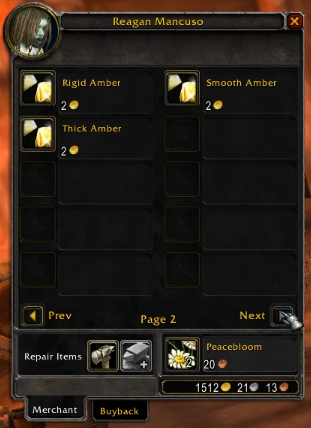 Reagan Mancuso
Rigid Amber
2
Smooth Amber
2
Thick Amber
2
Prev
Page 2
Next
Repair Items
2
Peacebloom
20
1512 21 13
Merchant
Buyback